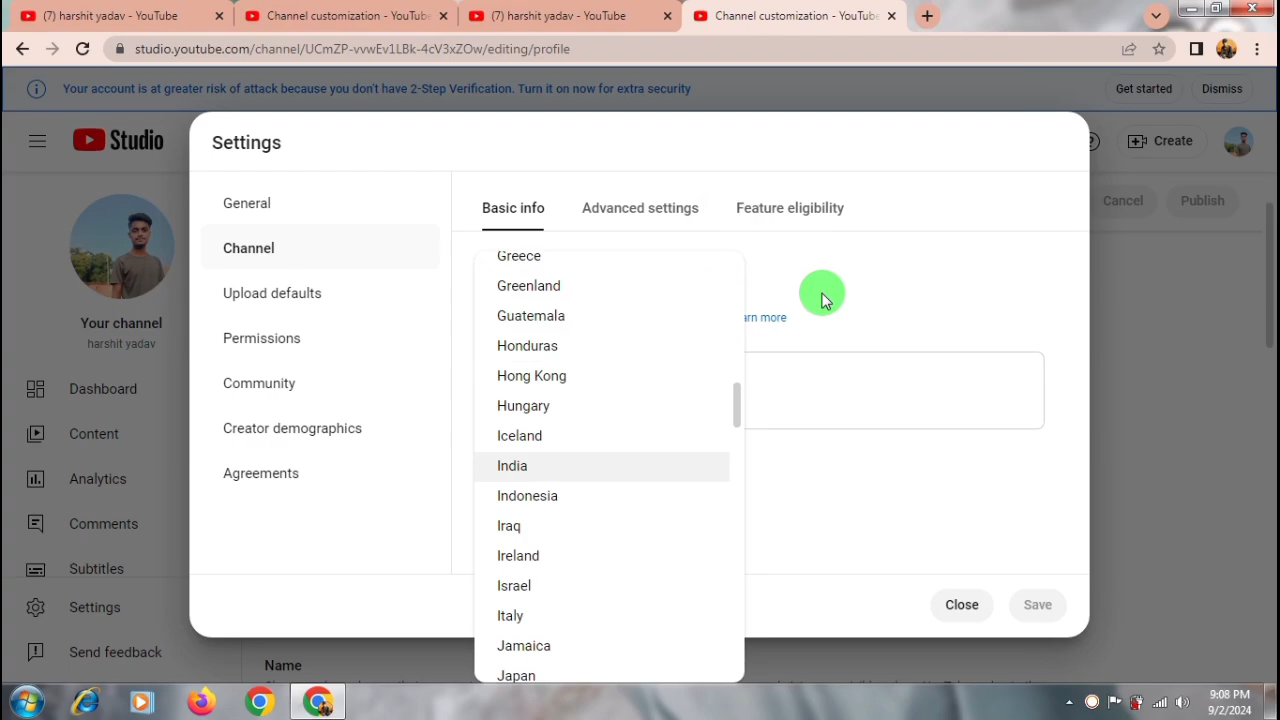 (7) harshit yadav - YouTube
Channel customization - YouTube
(7) harshit yadav - YouTube
Channel customization - YouTube
studio.youtube.com/channel/UCmZP-vvwEv1LBk-4cV3xZOw/editing/profile
Your account is at greater risk of attack because you don't have 2-Step Verification. Turn it on now for extra security
Get started
Dismiss
Studio
Create
Settings
Cancel
Publish
General
Channel
Upload defaults
Permissions
Community
Creator demographics
Agreements
Basic info
Advanced settings
Feature eligibility
Greece
Greenland
Guatemala
Honduras
Hong Kong
Hungary
Iceland
India
Indonesia
Iraq
Ireland
Israel
Italy
Jamaica
Japan
arn more
Close
Save
Your channel
harshit yadav
Dashboard
Content
Analytics
Comments
Subtitles
Settings
Send feedback
Name
9:08 PM
9/2/2024